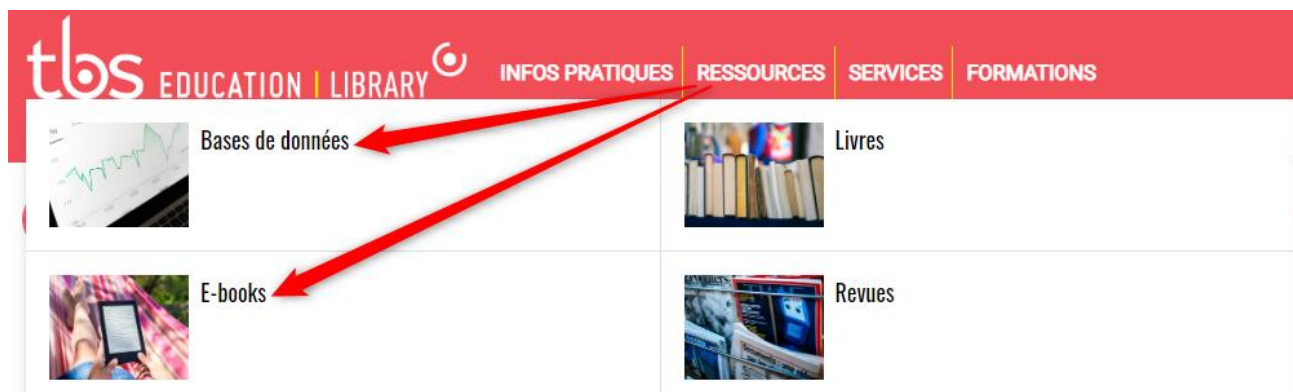 tbs EDUCATION | LIBRARY
INFOS PRATIQUES RESSOURCES SERVICES FORMATIONS
Bases de données
Livres
E-books
Revues